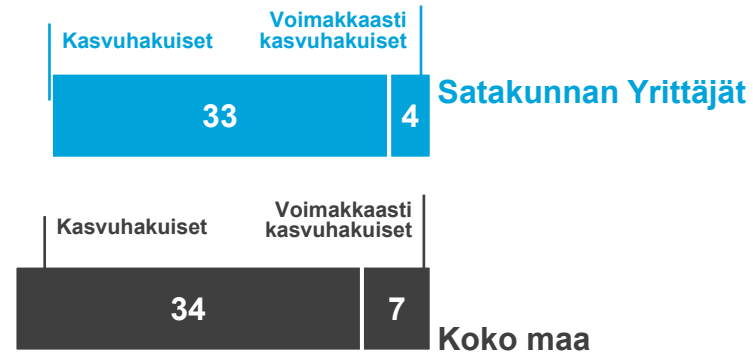 Voimakkaasti
Kasvuhakuiset kasvuhakuiset
33 4 Satakunnan Yrittäjät
Voimakkaasti
Kasvuhakuiset kasvuhakuiset
34 7
Koko maa